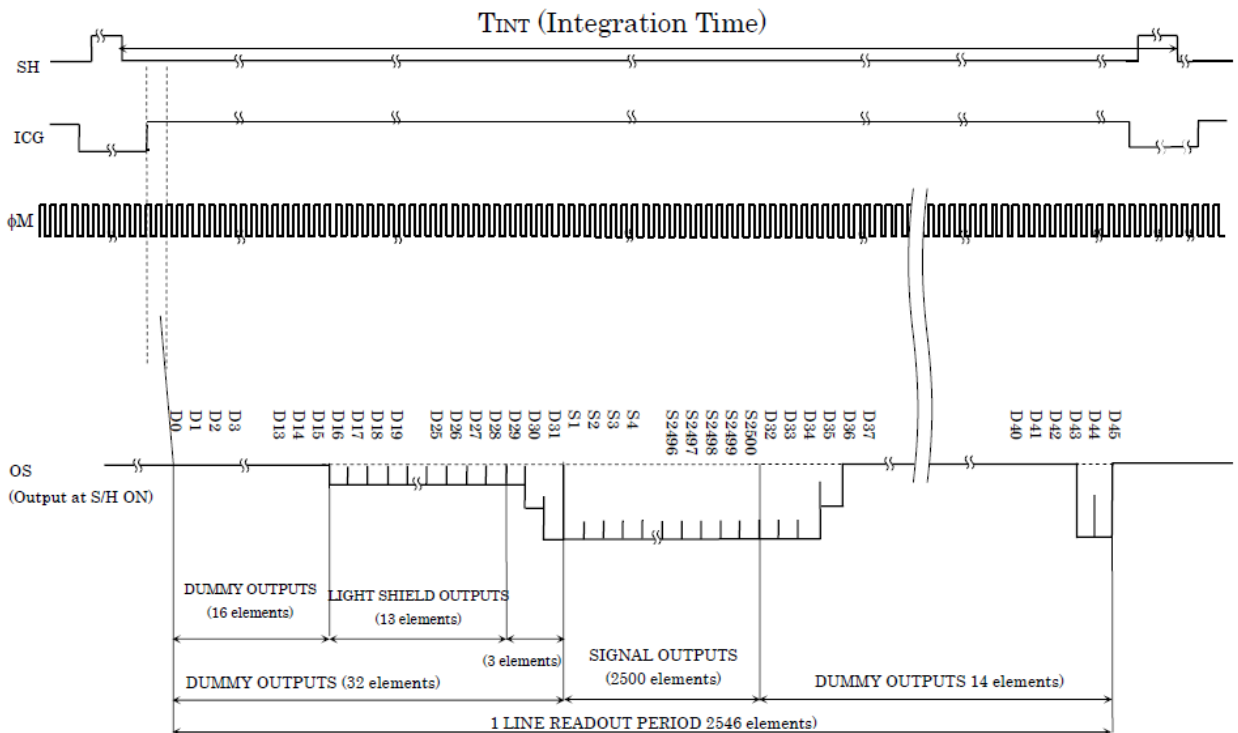 TINT (Integration Time)
SH
ICG
ϕM
D0 D1 D2 D3 D13 D14 D15 D16 D17 D18 D19 D25 D26 D27 D28 D29 D30 D31 S1 S2 S3 S4 S2496 S2497 S2498 S2499 S2500 D32 D33 D34 D35 D36 D37 D40 D41 D42 D43 D44 D45
OS
(Output at S/H ON)
DUMMY OUTPUTS
(16 elements)
LIGHT SHIELD OUTPUTS
(13 elements)
(3 elements)
SIGNAL OUTPUTS
(2500 elements)
DUMMY OUTPUTS (32 elements)
DUMMY OUTPUTS 14 elements)
1 LINE READOUT PERIOD 2546 elements)